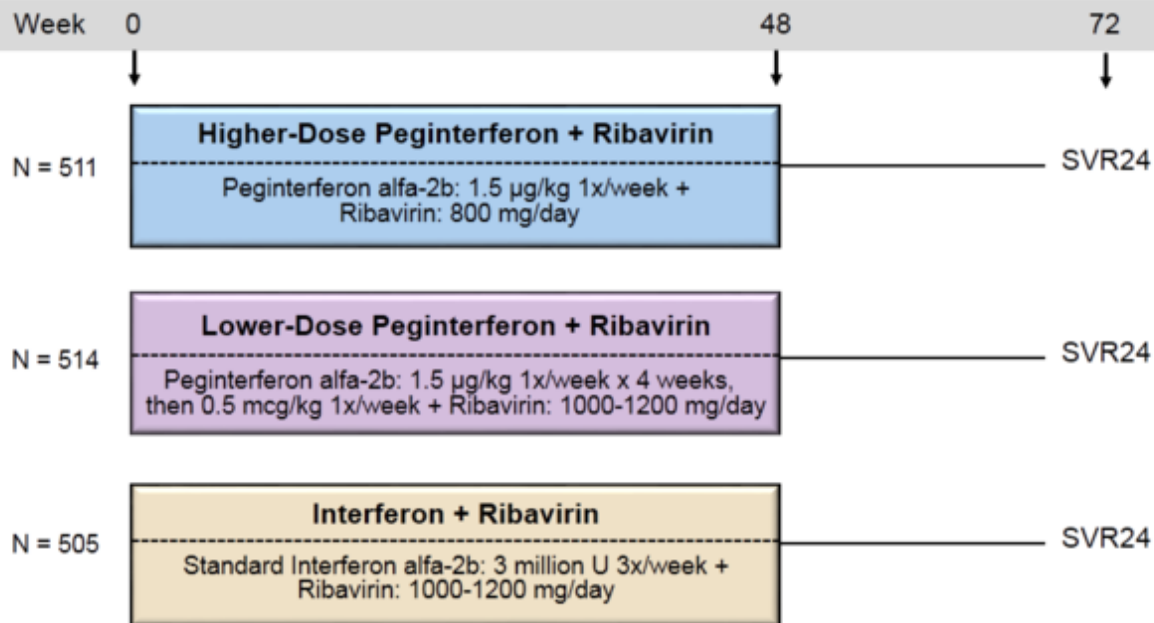 Week 0 48 72
Higher-Dose Peginterferon + Ribavirin
N = 511
Peginterferon alfa-2b: 1.5 µg/kg 1x/week +
Ribavirin: 800 mg/day
SVR24
Lower-Dose Peginterferon + Ribavirin
N = 514
Peginterferon alfa-2b: 1.5 µg/kg 1x/week x 4 weeks,
then 0.5 mcg/kg 1x/week + Ribavirin: 1000-1200 mg/day
SVR24
Interferon + Ribavirin
N = 505
Standard Interferon alfa-2b: 3 million U 3x/week +
Ribavirin: 1000-1200 mg/day
SVR24